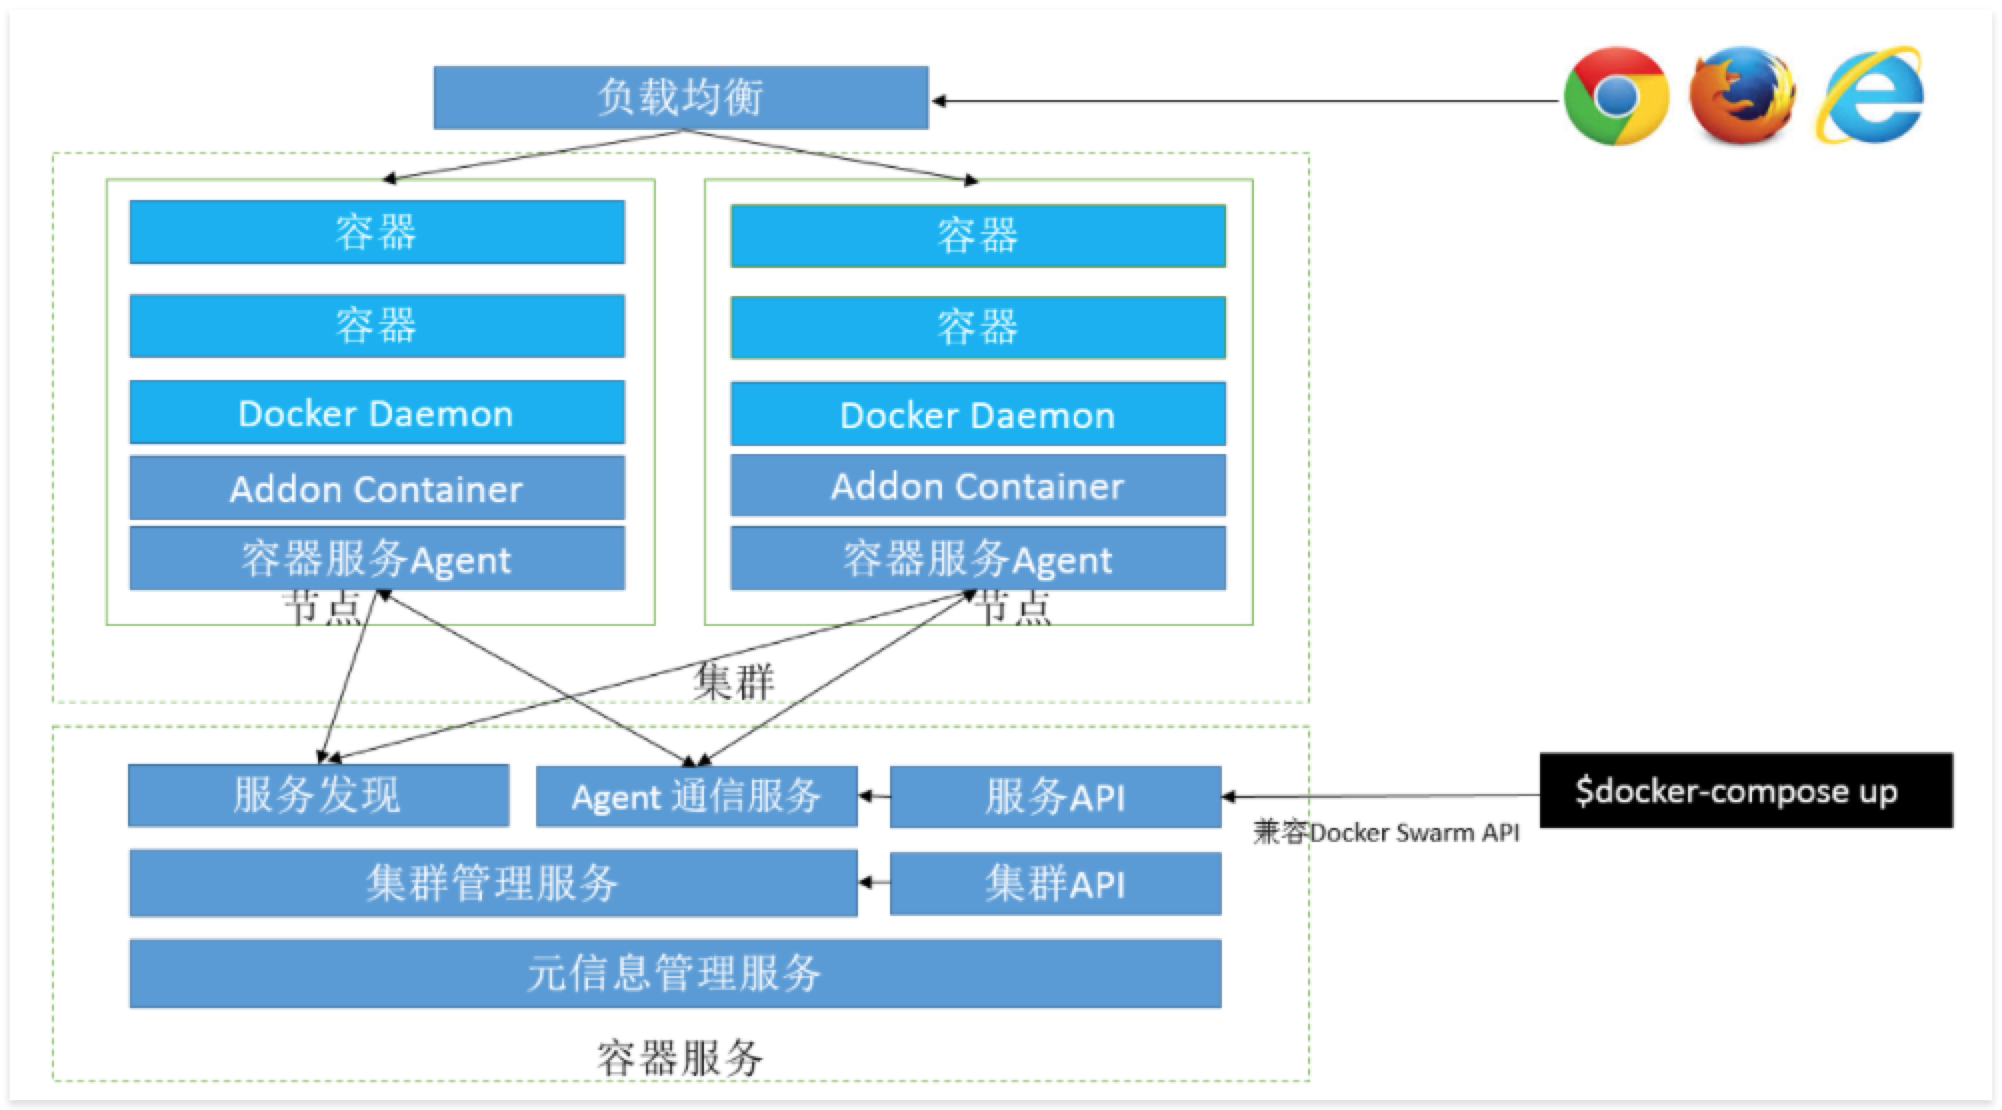 负载均衡
容器
容器
容器
容器
Docker Daemon
Docker Daemon
Addon Container
Addon Container
容器服务Agent
容器服务Agent
节点
节点
集群
服务发现
Agent 通信服务
服务API
$docker-compose up
兼容Docker Swarm API
集群管理服务
集群API
元信息管理服务
容器服务